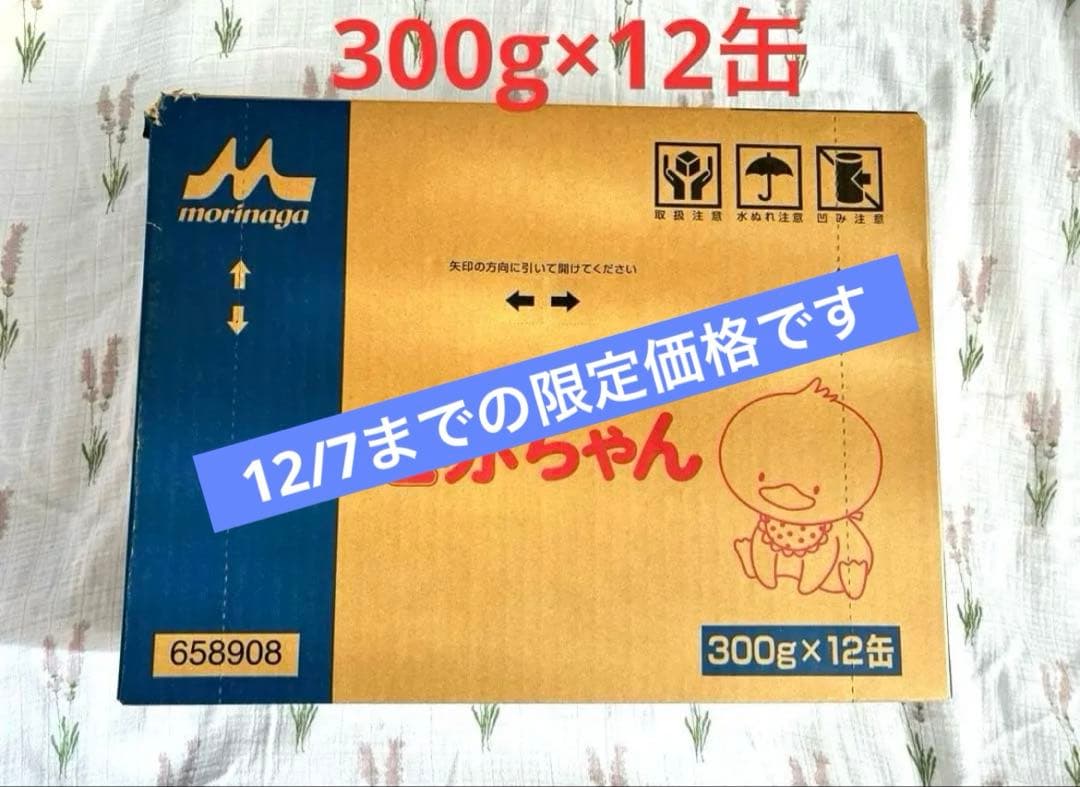 300g×12缶
morinaga
取扱注意
水ぬれ注意
凹み注意
矢印の方向に引いて開けてください
12/7までの限定価格です
赤ちゃん
658908
300g×12缶